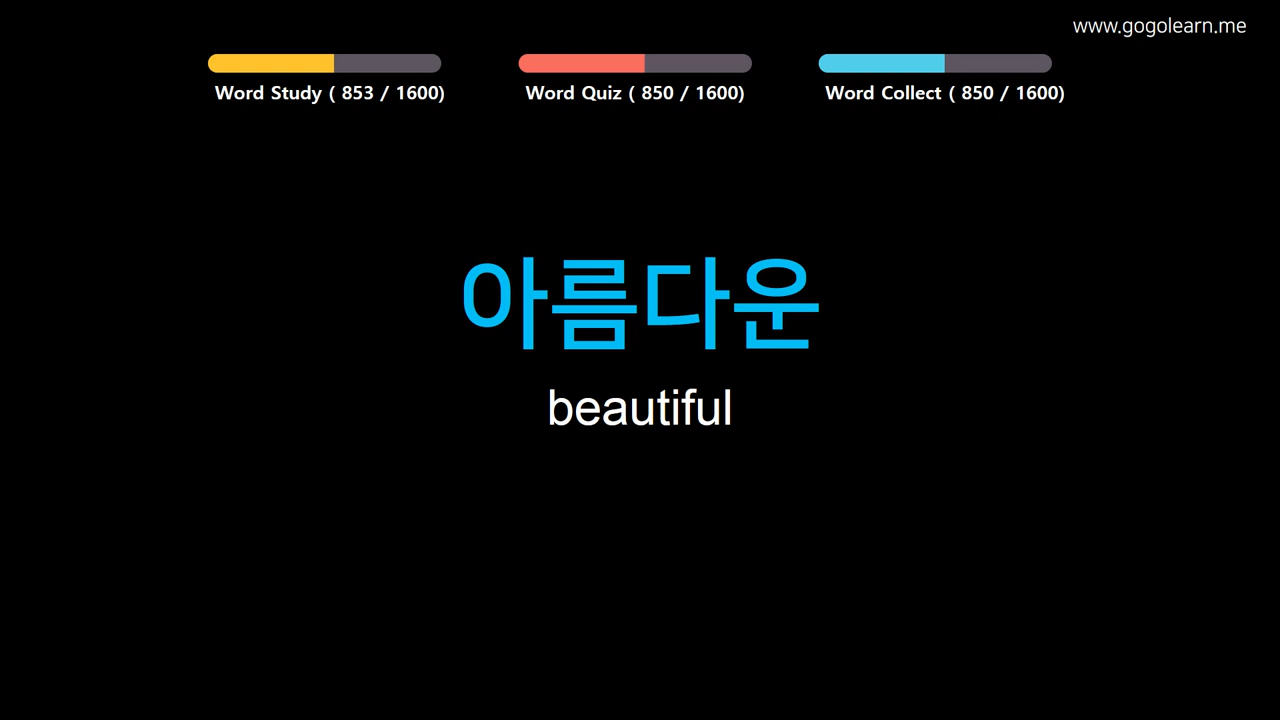 www.gogolearn.me
Word Study ( 853 / 1600)
Word Quiz ( 850 / 1600)
Word Collect ( 850 / 1600)
아름다운
beautiful